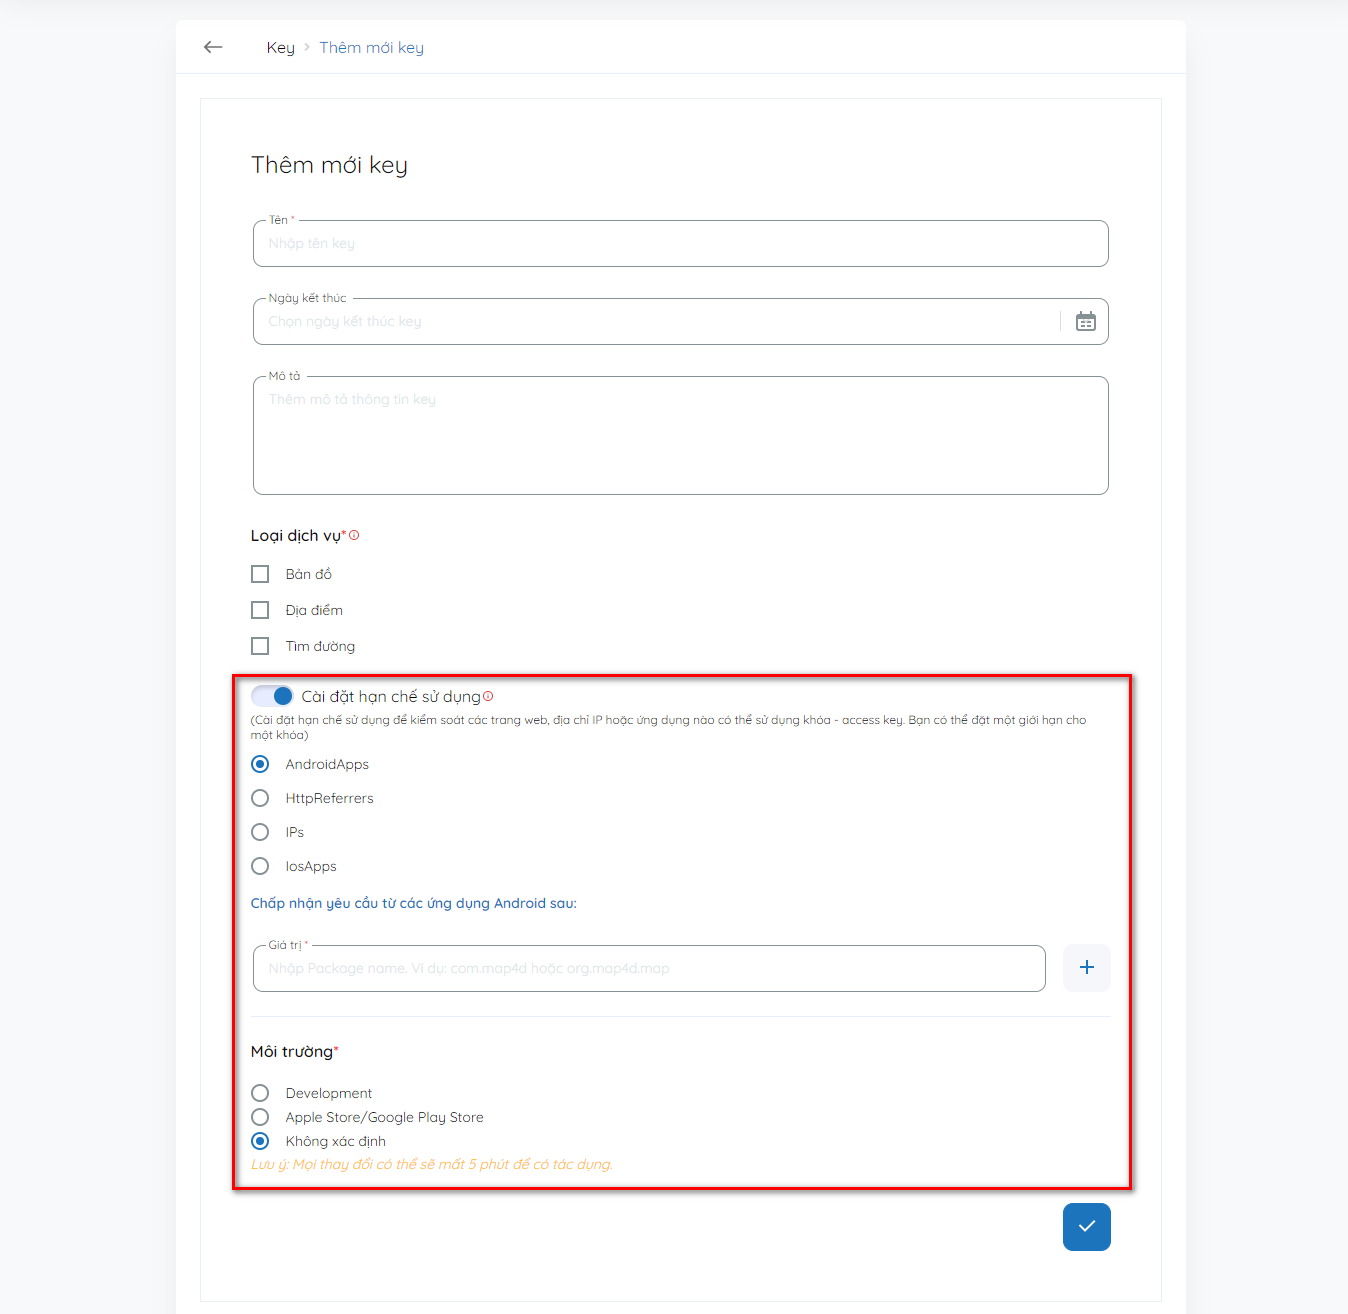 Key › Thêm mới key
Thêm mới key
Tên *
Nhập tên key
Ngày kết thúc
Chọn ngày kết thúc key
Mô tả
Thêm mô tả thông tin key
Loại dịch vụ*
Bản đồ
Địa điểm
Tìm đường
Cài đặt hạn chế sử dụng
(Cài đặt hạn chế sử dụng để kiểm soát các trang web, địa chỉ IP hoặc ứng dụng nào có thể sử dụng khóa - access key. Bạn có thể đặt một giới hạn cho
một khóa)
AndroidApps
HttpReferrers
IPs
IosApps
Chấp nhận yêu cầu từ các ứng dụng Android sau:
Giá trị *
Nhập Package name. Ví dụ: com.map4d hoặc org.map4d.map
Môi trường*
Development
Apple Store/Google Play Store
Không xác định
Lưu ý: Mọi thay đổi có thể sẽ mất 5 phút để có tác dụng.